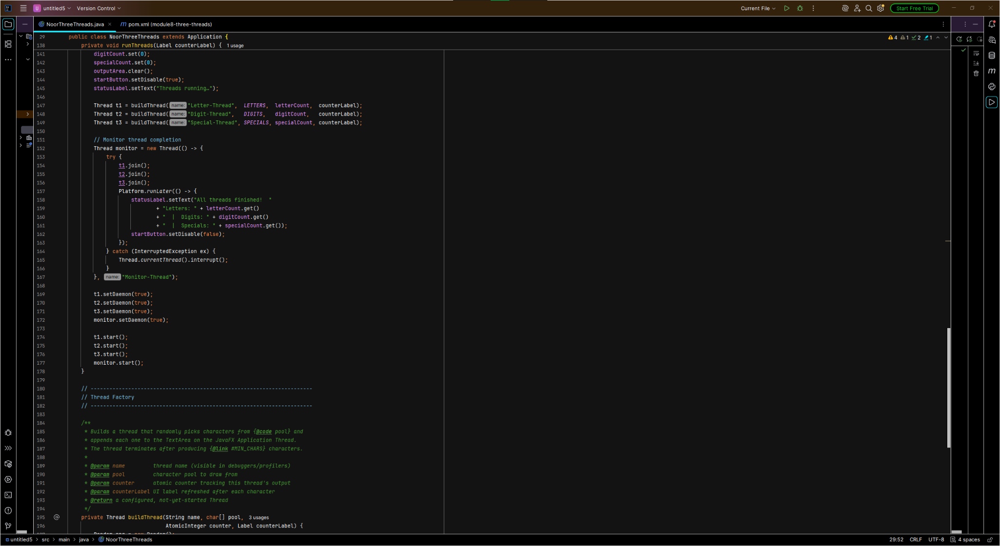 U untitled5 Version Control Current File Start Free Trial
NoorThreeThreads.java × m pom.xml (module8-three-threads)
29 public class NoorThreeThreads extends Application { 4 1 2 1
138 private void runThreads(Label counterLabel) { 1 usage
141 digitCount.set(0);
142 specialCount.set(0);
143 outputArea.clear();
144 startButton.setDisable(true);
145 statusLabel.setText("Threads running…");
146
147 Thread t1 = buildThread( name: "Letter-Thread", LETTERS, letterCount, counterLabel);
148 Thread t2 = buildThread( name: "Digit-Thread", DIGITS, digitCount, counterLabel);
149 Thread t3 = buildThread( name: "Special-Thread", SPECIALS, specialCount, counterLabel);
150
151 // Monitor thread completion
152 Thread monitor = new Thread(() -> {
153 try {
154 t1.join();
155 t2.join();
156 t3.join();
157 Platform.runLater(() -> {
158 statusLabel.setText("All threads finished!  "
159 + "Letters: " + letterCount.get()
160 + "  |  Digits: " + digitCount.get()
161 + "  |  Specials: " + specialCount.get());
162 startButton.setDisable(false);
163 });
164 } catch (InterruptedException ex) {
165 Thread.currentThread().interrupt();
166 }
167 }, name: "Monitor-Thread");
168
169 t1.setDaemon(true);
170 t2.setDaemon(true);
171 t3.setDaemon(true);
172 monitor.setDaemon(true);
173
174 t1.start();
175 t2.start();
176 t3.start();
177 monitor.start();
178 }
179
180 // -----------------------------------------------------------------------
181 // Thread Factory
182 // -----------------------------------------------------------------------
183
184 /**
185 * Builds a thread that randomly picks characters from {@code pool} and
186 * appends each one to the TextArea on the JavaFX Application Thread.
187 * The thread terminates after producing {@link #MIN_CHARS} characters.
188 *
189 * @param name thread name (visible in debuggers/profilers)
190 * @param pool character pool to draw from
191 * @param counter atomic counter tracking this thread's output
192 * @param counterLabel UI label refreshed after each character
193 * @return a configured, not-yet-started Thread
194 */
195 @ private Thread buildThread(String name, char[] pool, 3 usages
196 AtomicInteger counter, Label counterLabel) {
untitled5 > src > main > java > NoorThreeThreads 29:52 CRLF UTF-8 4 spaces